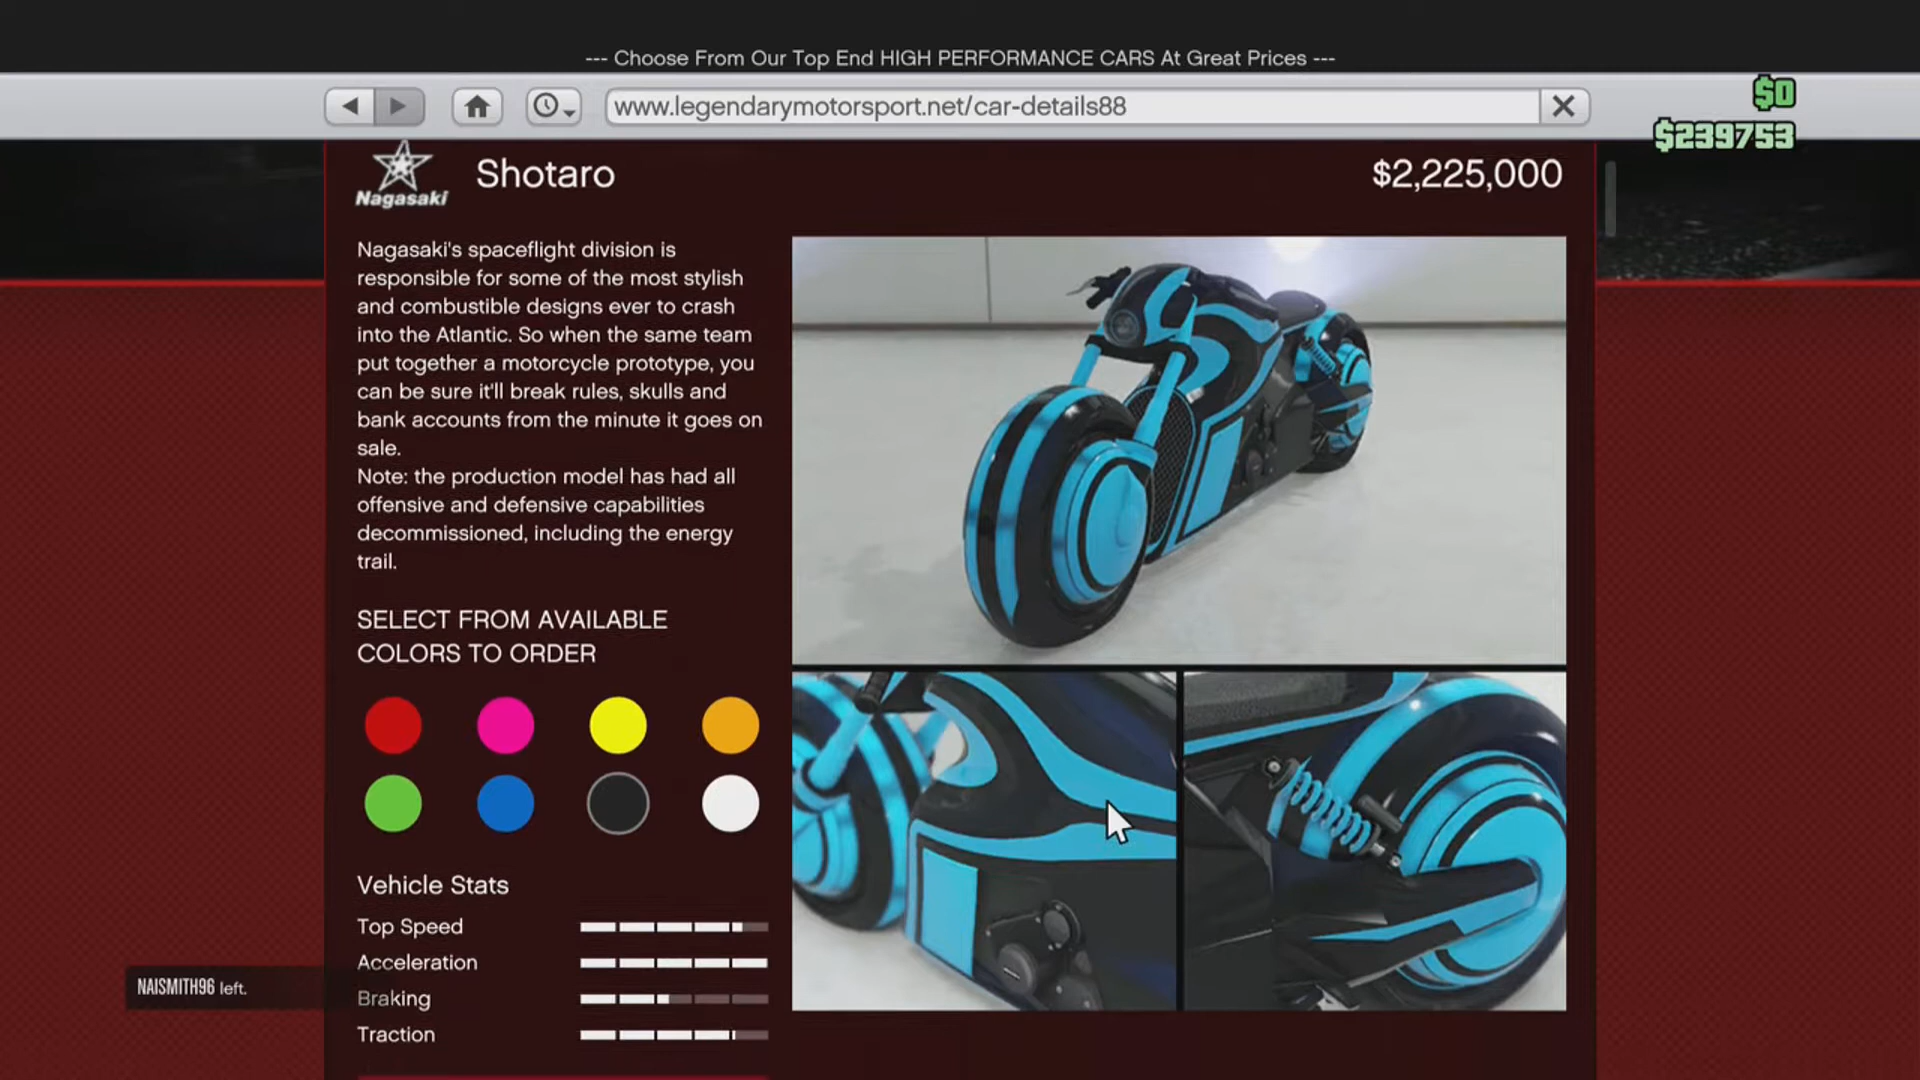 --- Choose From Our Top End HIGH PERFORMANCE CARS At Great Prices ---
www.legendarymotorsport.net/car-details88
$0
$239753
Nagasaki
Shotaro
$2,225,000
Nagasaki's spaceflight division is
responsible for some of the most stylish
and combustible designs ever to crash
into the Atlantic. So when the same team
put together a motorcycle prototype, you
can be sure it'll break rules, skulls and
bank accounts from the minute it goes on
sale.
Note: the production model has had all
offensive and defensive capabilities
decommissioned, including the energy
trail.
SELECT FROM AVAILABLE
COLORS TO ORDER
Vehicle Stats
Top Speed
Acceleration
Braking
Traction
NAISMITH96 left.